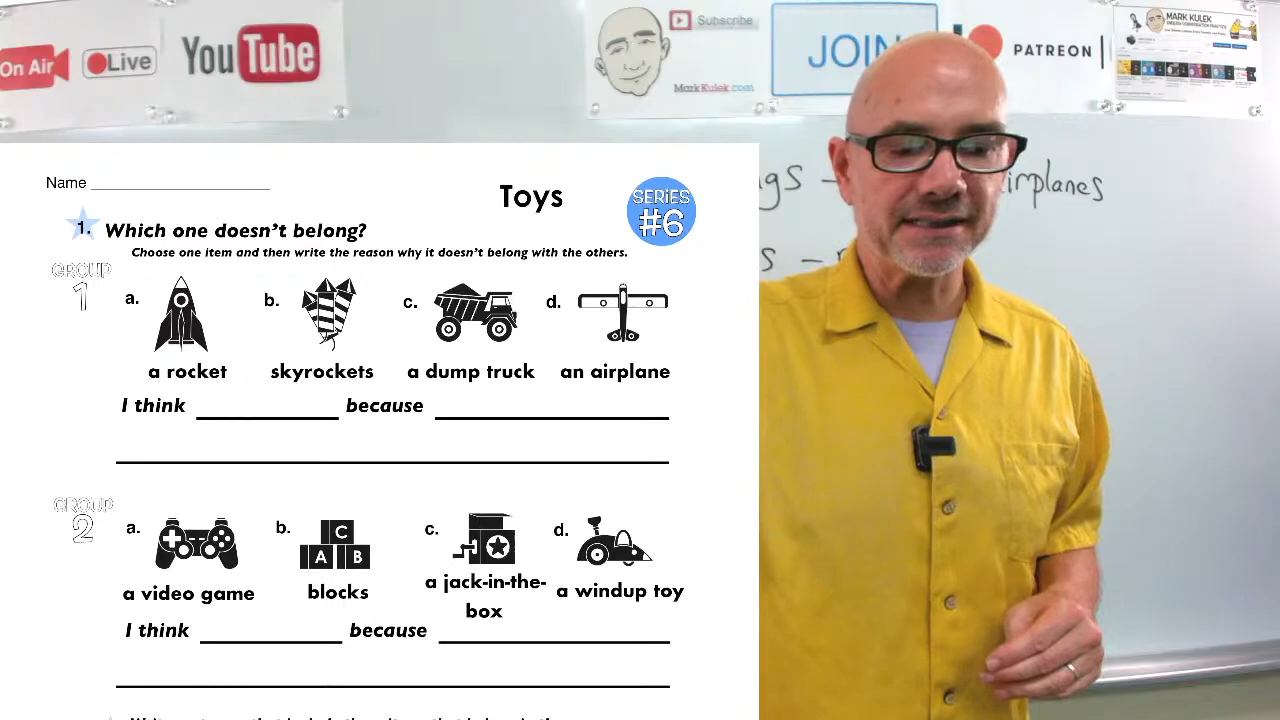 On Air
Live
YouTube
Subscribe
MarkKulek.com
JOIN
PATREON
MARK KULEK
Name
Toys
SERiES
#6
1. Which one doesn't belong?
Choose one item and then write the reason why it doesn't belong with the others.
GROUP
1
a. b. c. d.
a rocket skyrockets a dump truck an airplane
I think because
GROUP
2
a. b. c. d.
C
A B
a video game blocks a jack-in-the-box a windup toy
I think because